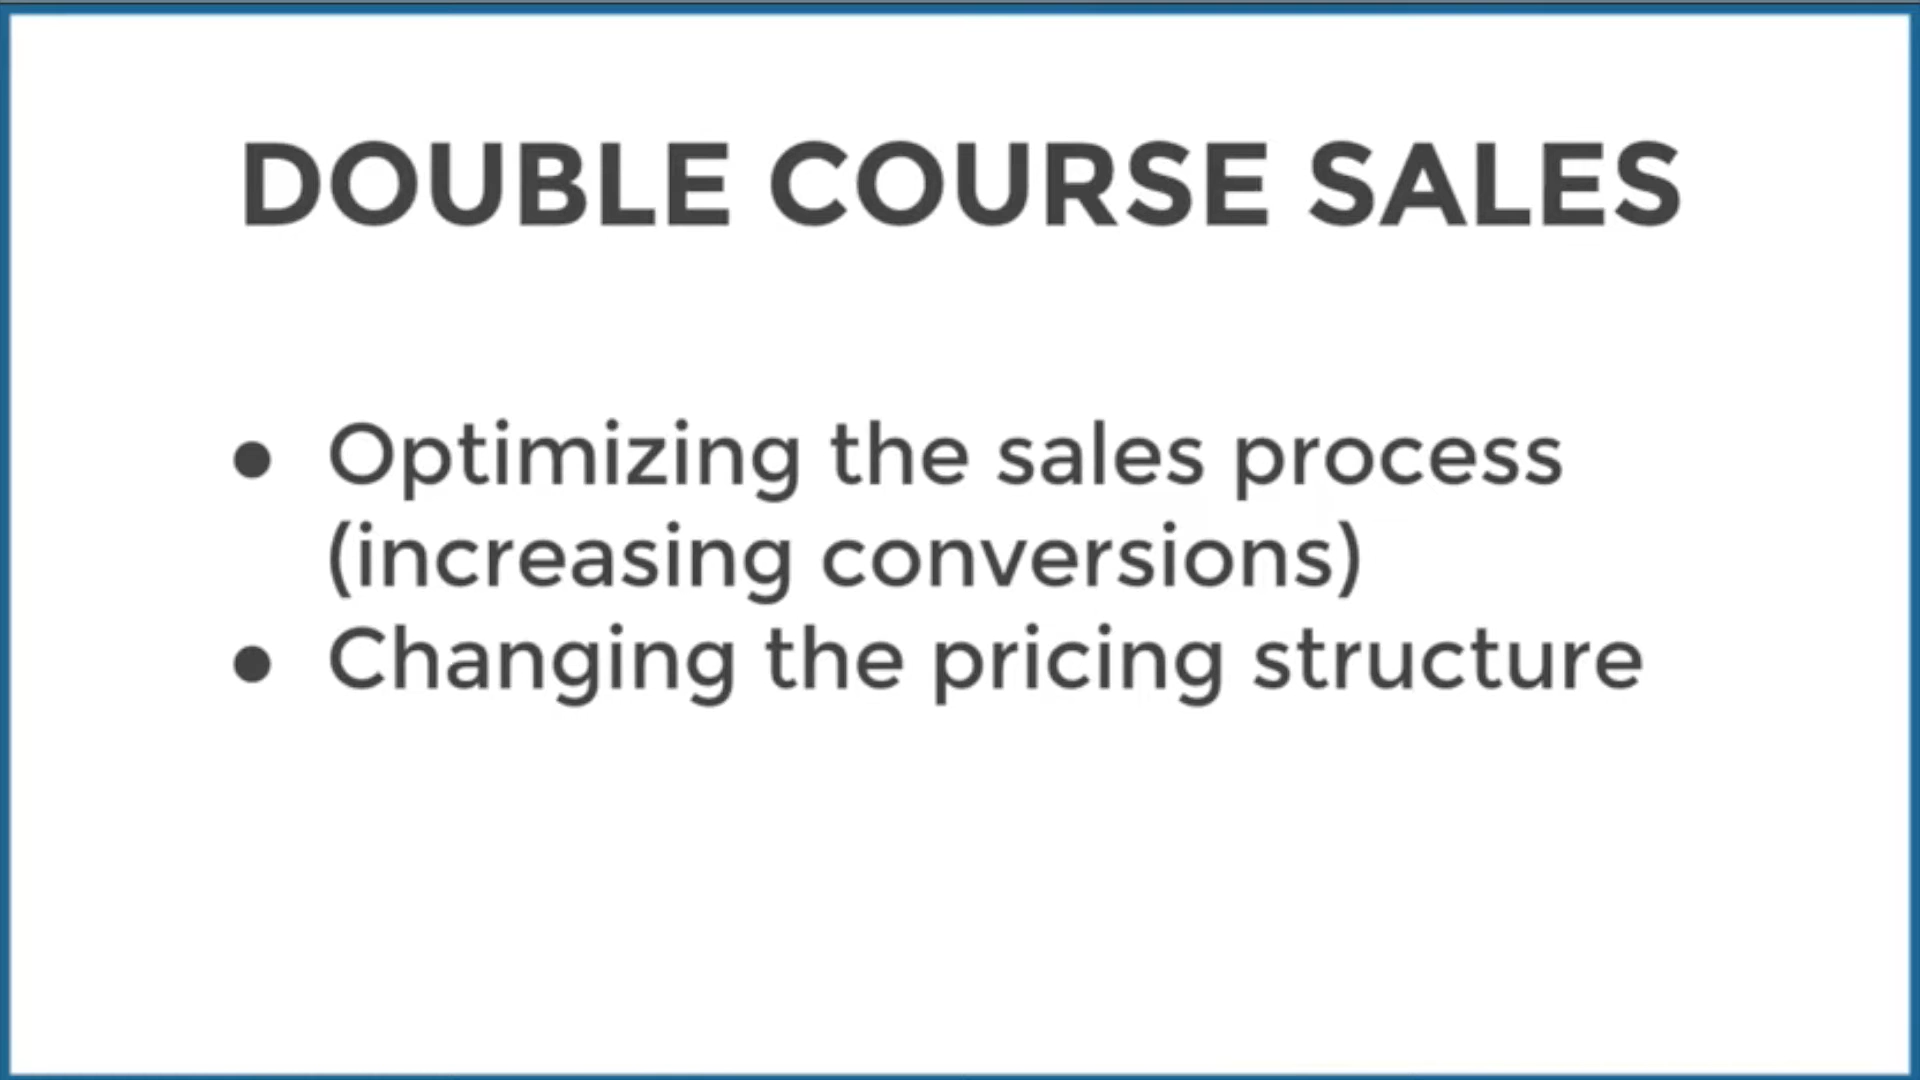 DOUBLE COURSE SALES
● Optimizing the sales process
(increasing conversions)
● Changing the pricing structure